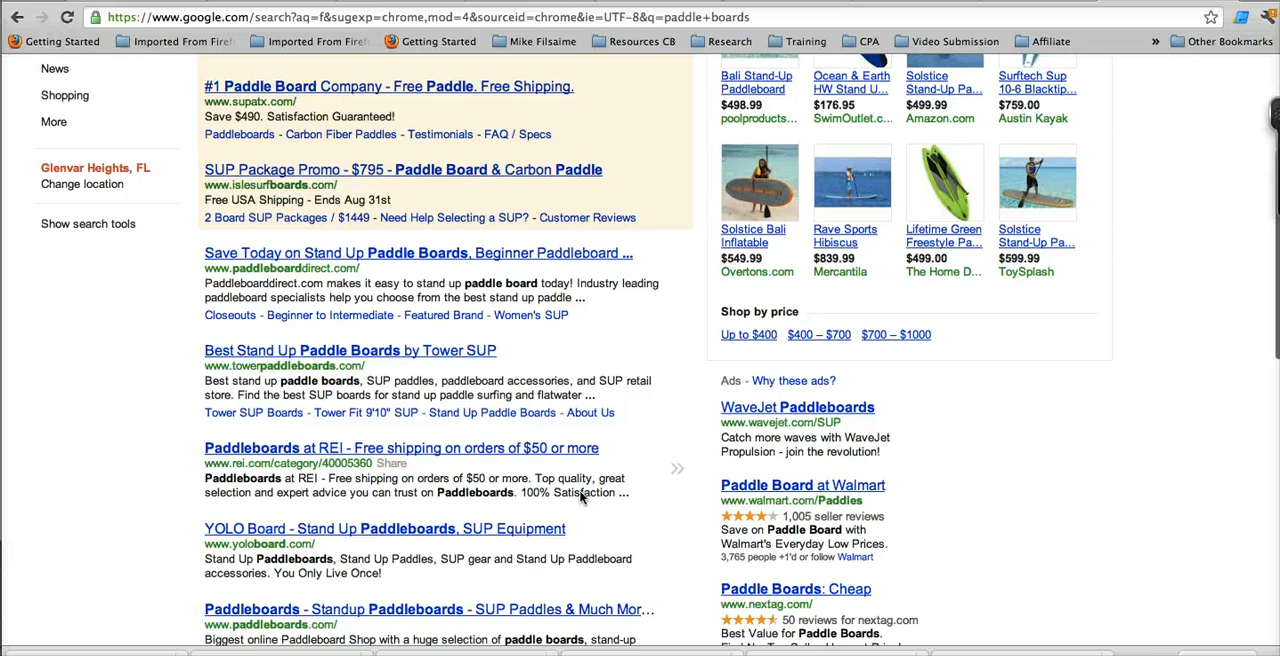 https://www.google.com/search?aq=f&sugexp=chrome,mod=4&sourceid=chrome&ie=UTF-8&q=paddle+boards
Getting Started Imported From Firef Imported From Firef Getting Started Mike Filsaime Resources CB Research Training CPA Video Submission Affiliate » Other Bookmarks
News
Shopping
More
Glenvar Heights, FL
Change location
Show search tools
#1 Paddle Board Company - Free Paddle. Free Shipping.
www.supatx.com/
Save $490. Satisfaction Guaranteed!
Paddleboards - Carbon Fiber Paddles - Testimonials - FAQ / Specs
SUP Package Promo - $795 - Paddle Board & Carbon Paddle
www.islesurfboards.com/
Free USA Shipping - Ends Aug 31st
2 Board SUP Packages / $1449 - Need Help Selecting a SUP? - Customer Reviews
Save Today on Stand Up Paddle Boards, Beginner Paddleboard ...
www.paddleboarddirect.com/
Paddleboarddirect.com makes it easy to stand up paddle board today! Industry leading
paddleboard specialists help you choose from the best stand up paddle ...
Closeouts - Beginner to Intermediate - Featured Brand - Women's SUP
Best Stand Up Paddle Boards by Tower SUP
www.towerpaddleboards.com/
Best stand up paddle boards, SUP paddles, paddleboard accessories, and SUP retail
store. Find the best SUP boards for stand up paddle surfing and flatwater ...
Tower SUP Boards - Tower Fit 9'10" SUP - Stand Up Paddle Boards - About Us
Paddleboards at REI - Free shipping on orders of $50 or more
www.rei.com/category/40005360 Share
Paddleboards at REI - Free shipping on orders of $50 or more. Top quality, great
selection and expert advice you can trust on Paddleboards. 100% Satisfaction ...
YOLO Board - Stand Up Paddleboards, SUP Equipment
www.yoloboard.com/
Stand Up Paddleboards, Stand Up Paddles, SUP gear and Stand Up Paddleboard
accessories. You Only Live Once!
Paddleboards - Standup Paddleboards - SUP Paddles & Much Mor...
www.paddleboards.com/
Biggest online Paddleboard Shop with a huge selection of paddle boards, stand-up
Bali Stand-Up Ocean & Earth Solstice Surftech Sup
Paddleboard HW Stand U... Stand-Up Pa... 10-6 Blacktip...
$498.99 $176.95 $499.99 $759.00
poolproducts... SwimOutlet.c... Amazon.com Austin Kayak
Solstice Bali Rave Sports Lifetime Green Solstice
Inflatable Hibiscus Freestyle Pa... Stand-Up Pa...
$549.99 $839.99 $499.00 $599.99
Overtons.com Mercantila The Home D... ToySplash
Shop by price
Up to $400 $400 – $700 $700 – $1000
Ads - Why these ads?
WaveJet Paddleboards
www.wavejet.com/SUP
Catch more waves with WaveJet
Propulsion - join the revolution!
Paddle Board at Walmart
www.walmart.com/Paddles
1,005 seller reviews
Save on Paddle Board with
Walmart's Everyday Low Prices.
3,765 people +1'd or follow Walmart
Paddle Boards: Cheap
www.nextag.com/
50 reviews for nextag.com
Best Value for Paddle Boards.